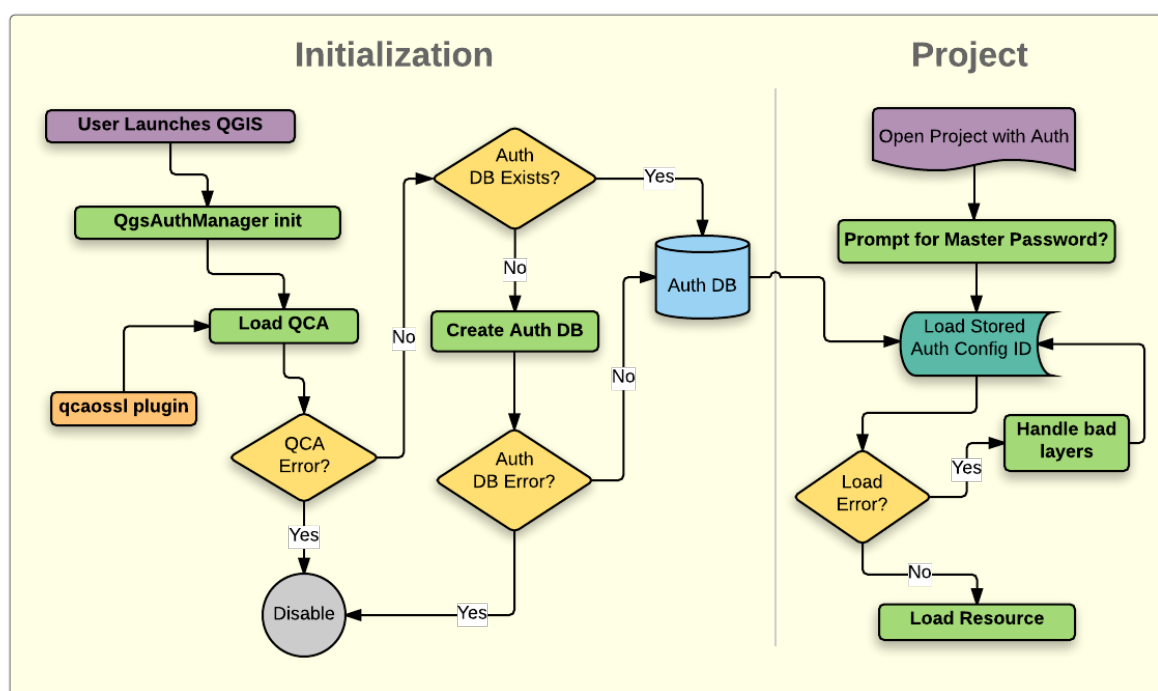 Initialization
User Launches QGIS
QgsAuthManager init
Load QCA
qcaossl plugin
QCA
Error?
Yes
Disable
No
Auth
DB Exists?
Yes
No
Create Auth DB
Auth
DB Error?
No
Yes
Auth DB
Project
Open Project with Auth
Prompt for Master Password?
Load Stored
Auth Config ID
Handle bad
layers
Load
Error?
Yes
No
Load Resource